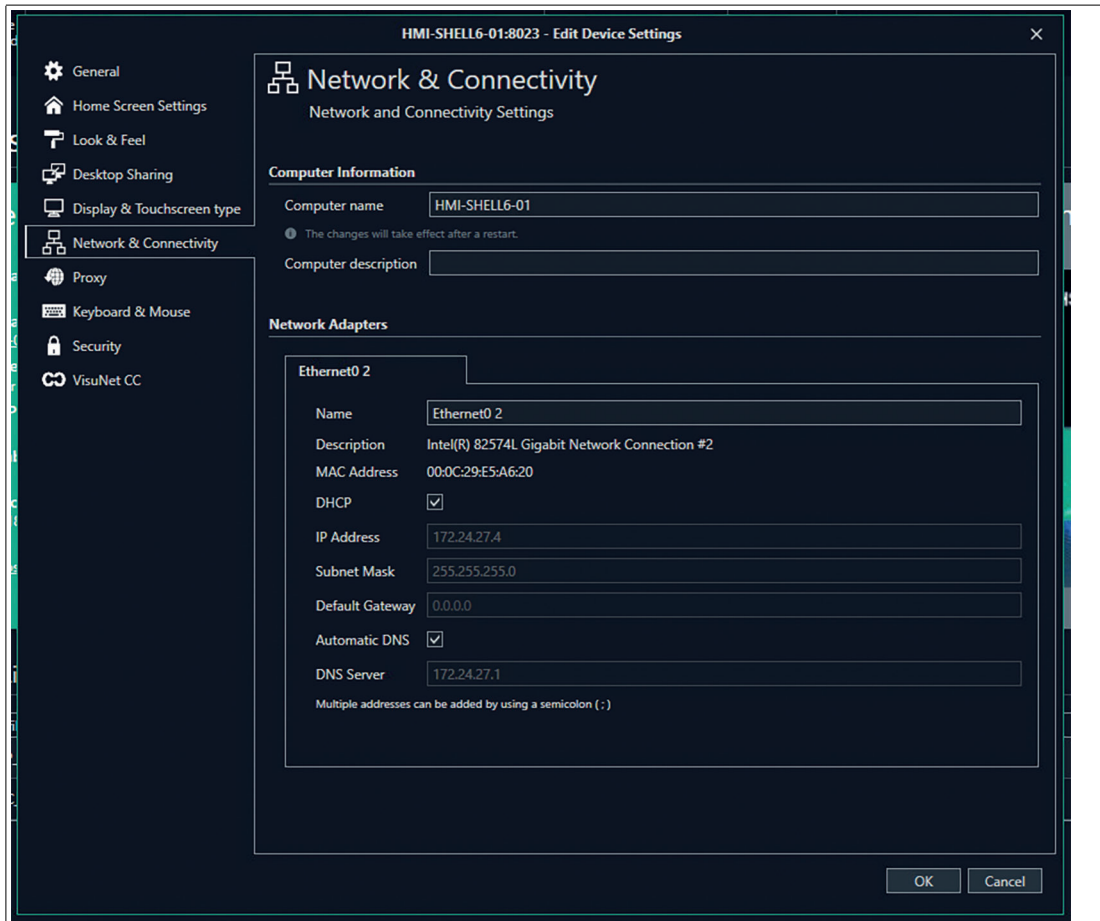 HMI-SHELL6-01:8023 - Edit Device Settings
General
Home Screen Settings
Look & Feel
Desktop Sharing
Display & Touchscreen type
Network & Connectivity
Proxy
Keyboard & Mouse
Security
VisuNet CC
Network & Connectivity
Network and Connectivity Settings
Computer Information
Computer name HMI-SHELL6-01
The changes will take effect after a restart.
Computer description
Network Adapters
Ethernet0 2
Name Ethernet0 2
Description Intel(R) 82574L Gigabit Network Connection #2
MAC Address 00:0C:29:E5:A6:20
DHCP
IP Address 172.24.27.4
Subnet Mask 255.255.255.0
Default Gateway 0.0.0.0
Automatic DNS
DNS Server 172.24.27.1
Multiple addresses can be added by using a semicolon ( ; )
OK Cancel